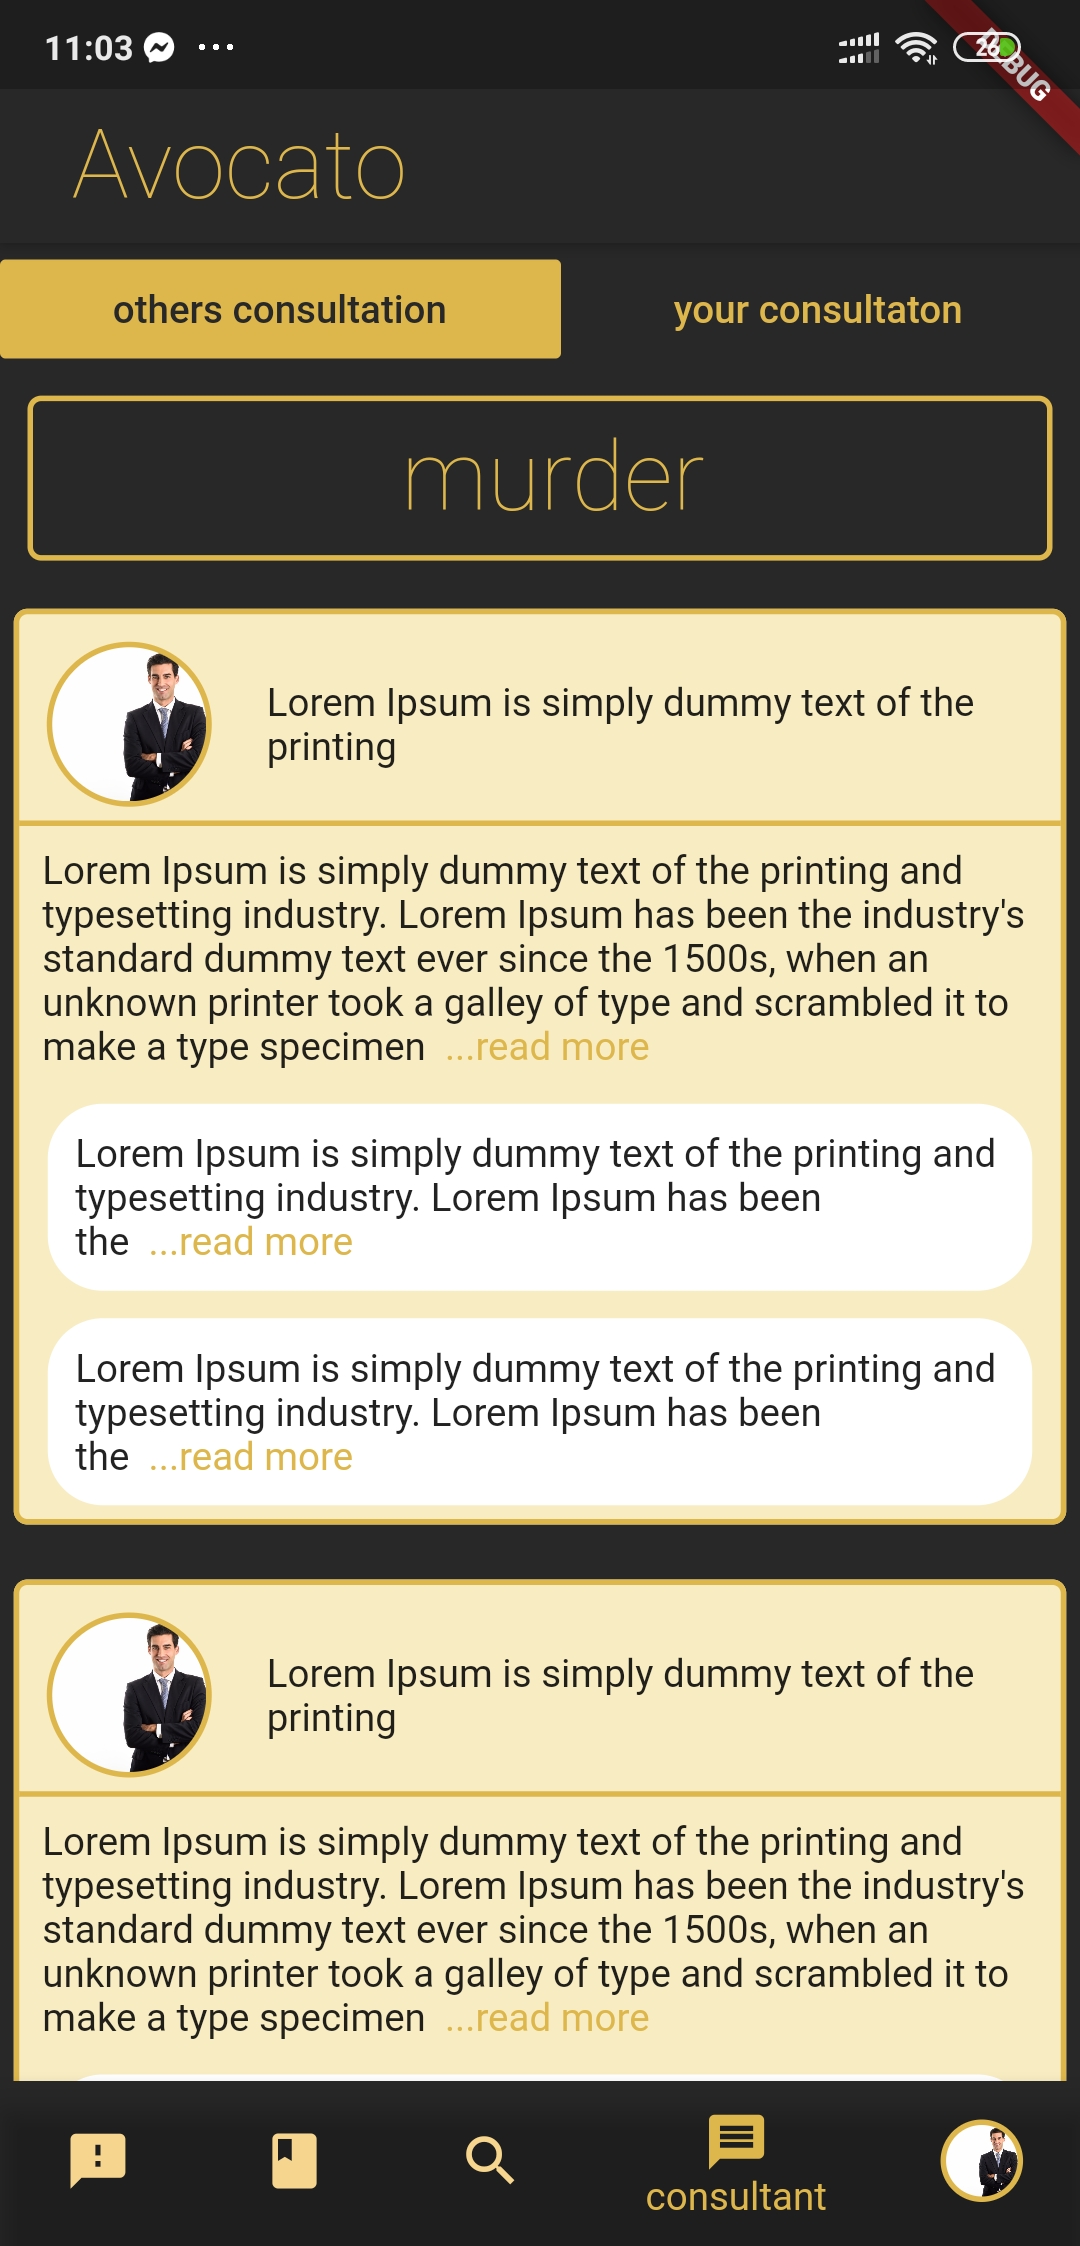 11:03
26
DEBUG
Avocato
others consultation
your consultaton
murder
Lorem Ipsum is simply dummy text of the
printing
Lorem Ipsum is simply dummy text of the printing and
typesetting industry. Lorem Ipsum has been the industry's
standard dummy text ever since the 1500s, when an
unknown printer took a galley of type and scrambled it to
make a type specimen ...read more
Lorem Ipsum is simply dummy text of the printing and
typesetting industry. Lorem Ipsum has been
the ...read more
Lorem Ipsum is simply dummy text of the printing and
typesetting industry. Lorem Ipsum has been
the ...read more
Lorem Ipsum is simply dummy text of the
printing
Lorem Ipsum is simply dummy text of the printing and
typesetting industry. Lorem Ipsum has been the industry's
standard dummy text ever since the 1500s, when an
unknown printer took a galley of type and scrambled it to
make a type specimen ...read more
consultant